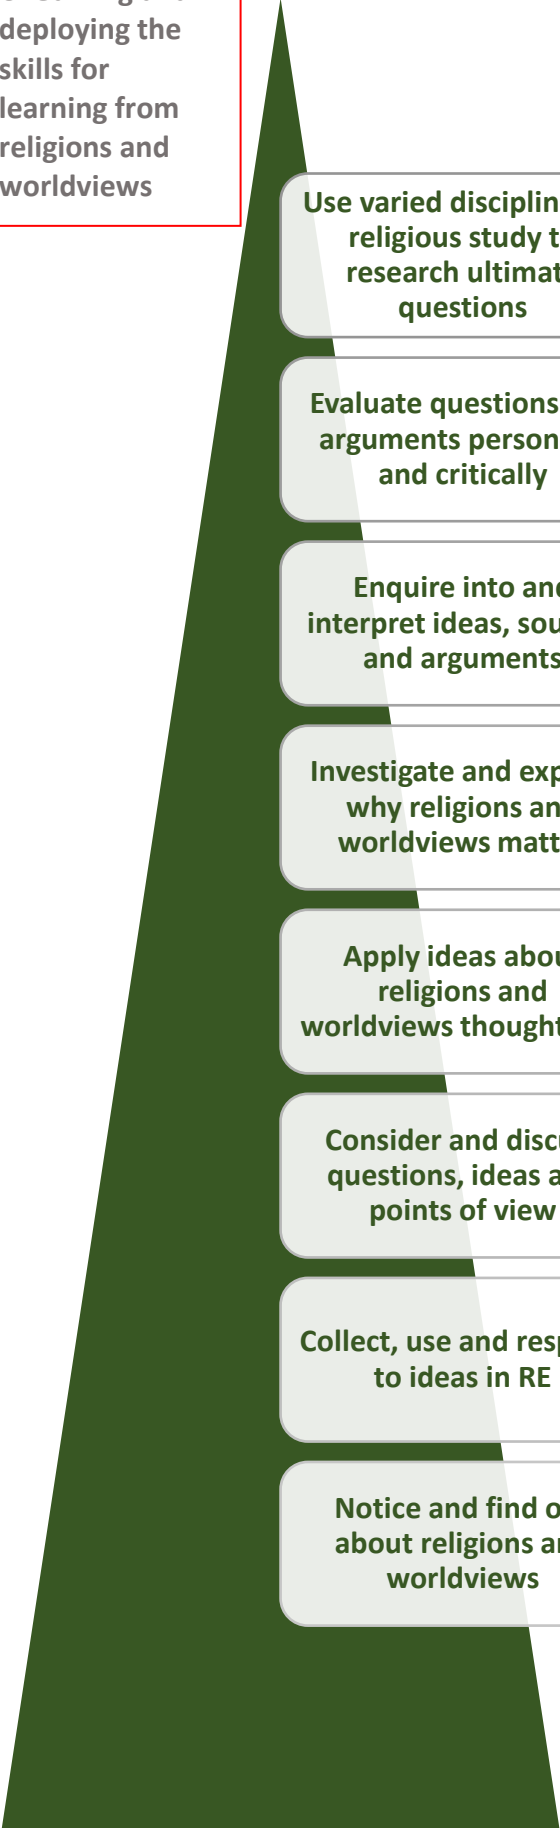 deploying the
skills for
learning from
religions and
worldviews
Use varied disciplin
religious study t
research ultimat
questions
Evaluate questions
arguments person
and critically
Enquire into an
interpret ideas, sou
and arguments
Investigate and exp
why religions an
worldviews matt
Apply ideas abou
religions and
worldviews thought
Consider and discu
questions, ideas a
points of view
Collect, use and resp
to ideas in RE
Notice and find o
about religions a
worldviews